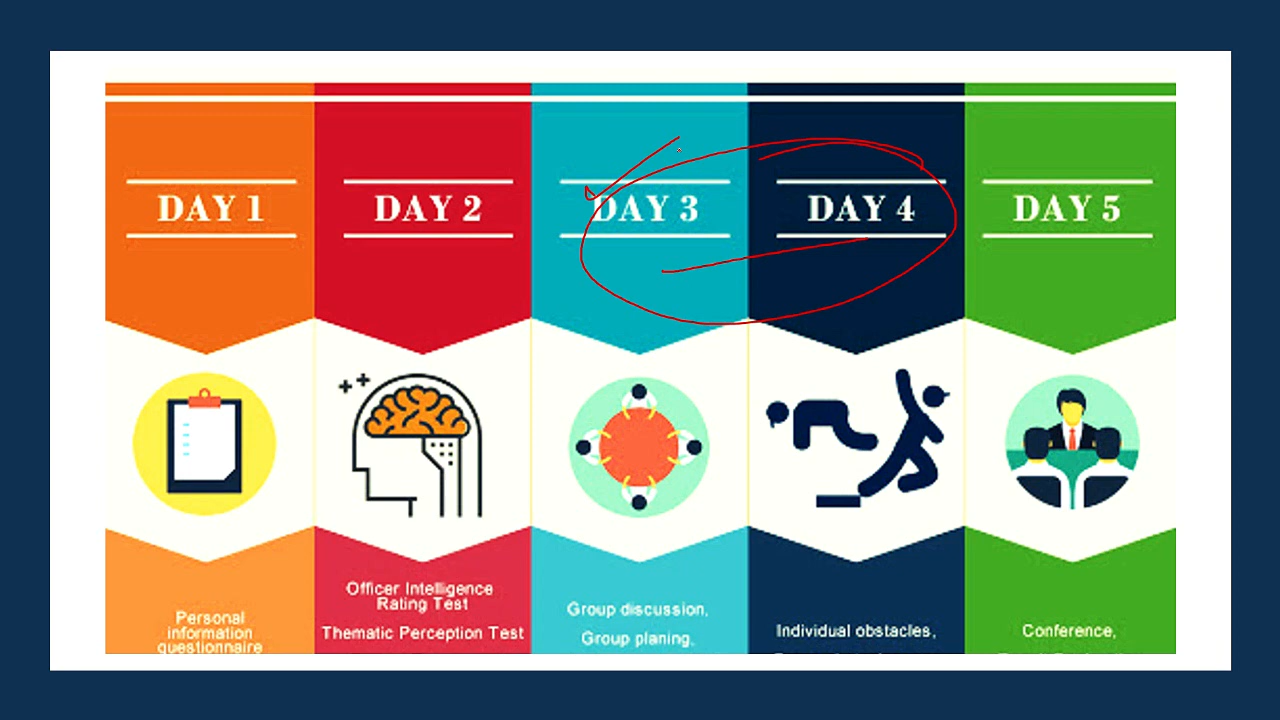 DAY 1
DAY 2
DAY 3
DAY 4
DAY 5
Personal
information
questionnaire
Officer Intelligence
Rating Test
Thematic Perception Test
Group discussion,
Group planing,
Individual obstacles,
Conference,